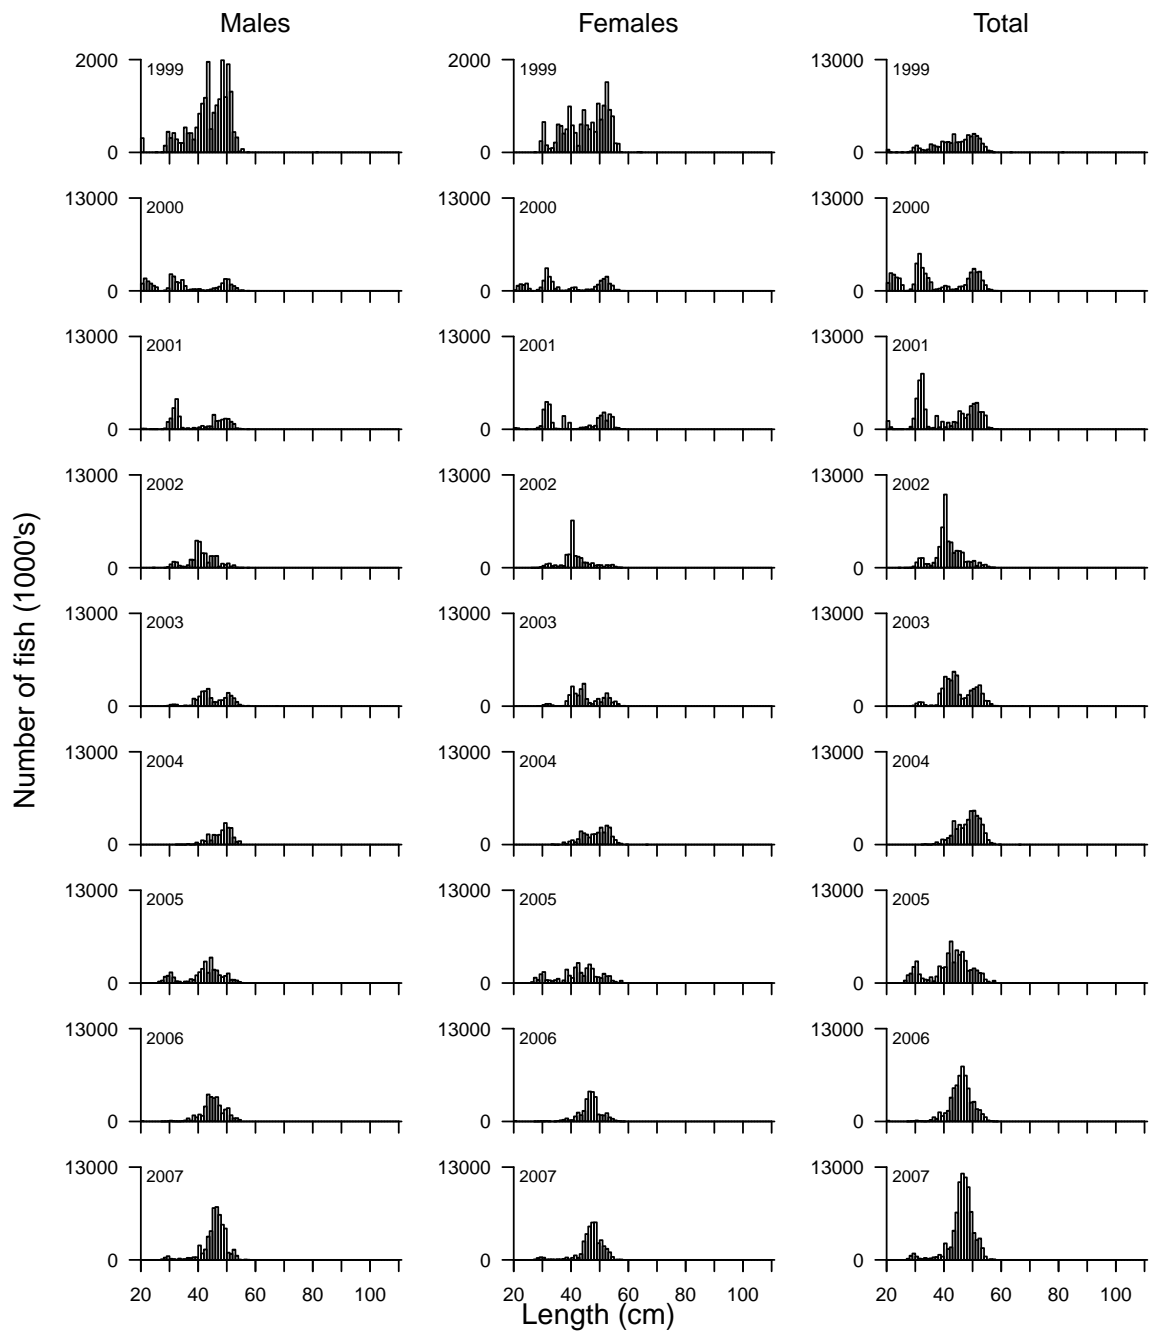 Males Females Total
2000 1999 2000 1999 13000 1999
0 0 0
13000 2000 13000 2000 13000 2000
0 0 0
13000 2001 13000 2001 13000 2001
0 0 0
13000 2002 13000 2002 13000 2002
0 0 0
13000 2003 13000 2003 13000 2003
0 0 0
13000 2004 13000 2004 13000 2004
0 0 0
13000 2005 13000 2005 13000 2005
0 0 0
13000 2006 13000 2006 13000 2006
0 0 0
13000 2007 13000 2007 13000 2007
0 0 0
20 40 60 80 100 20 40 60 80 100 20 40 60 80 100
Length (cm)
Number of fish (1000's)